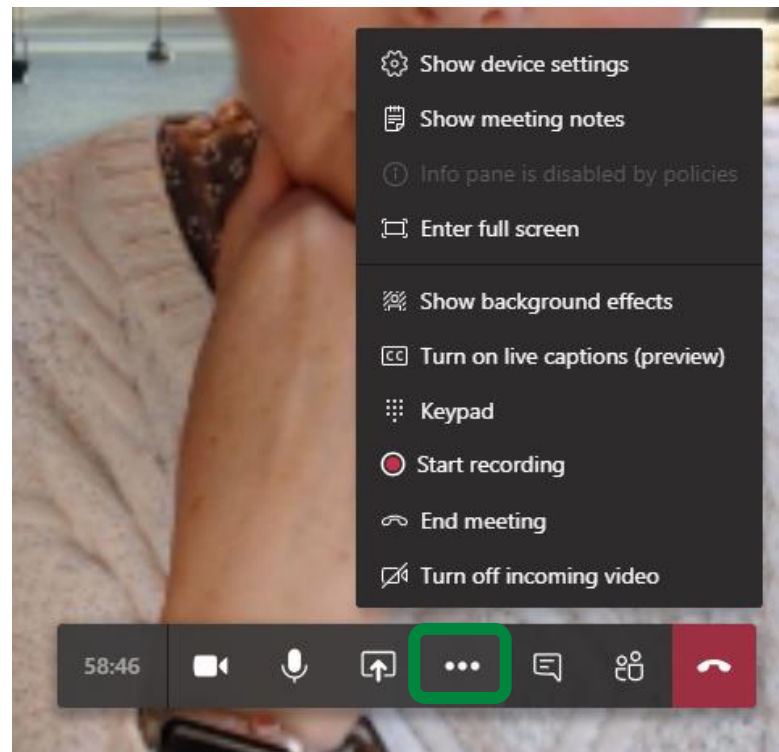 Show device settings
Show meeting notes
Info pane is disabled by policies
Enter full screen
Show background effects
CC Turn on live captions (preview)
Keypad
Start recording
End meeting
Turn off incoming video
58:46